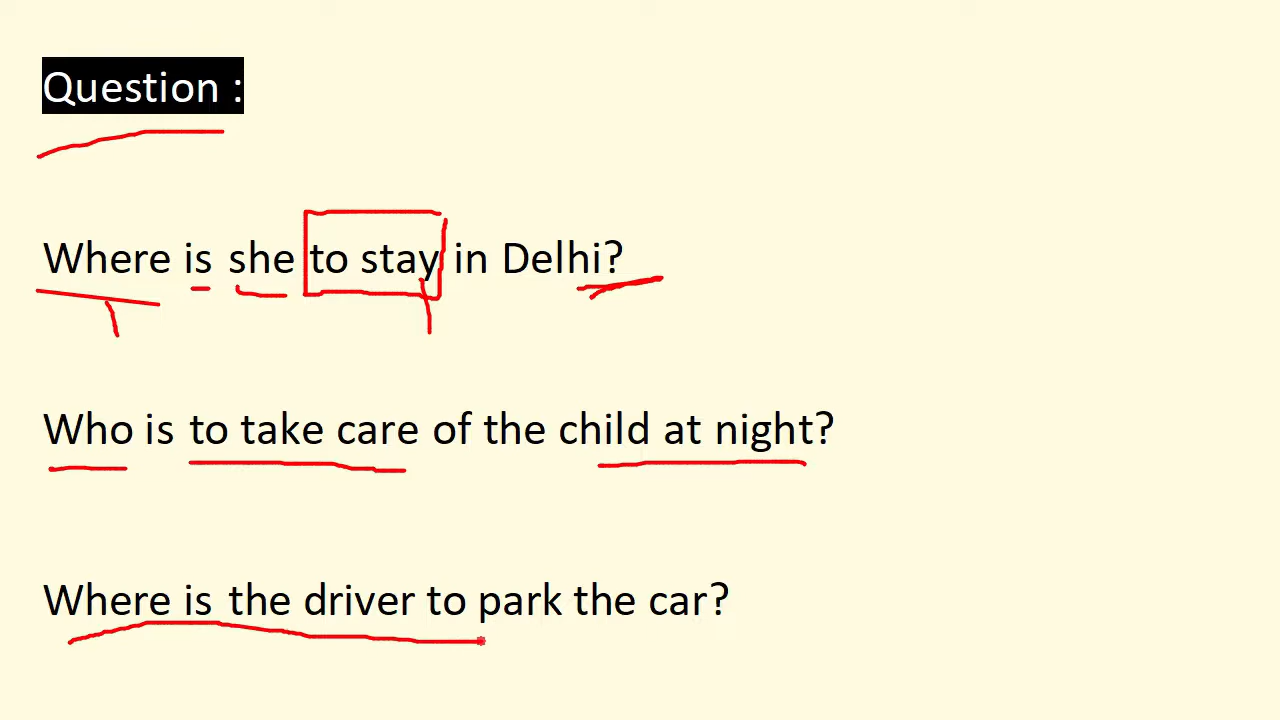 Question :
Where is she to stay in Delhi?
Who is to take care of the child at night?
Where is the driver to park the car?